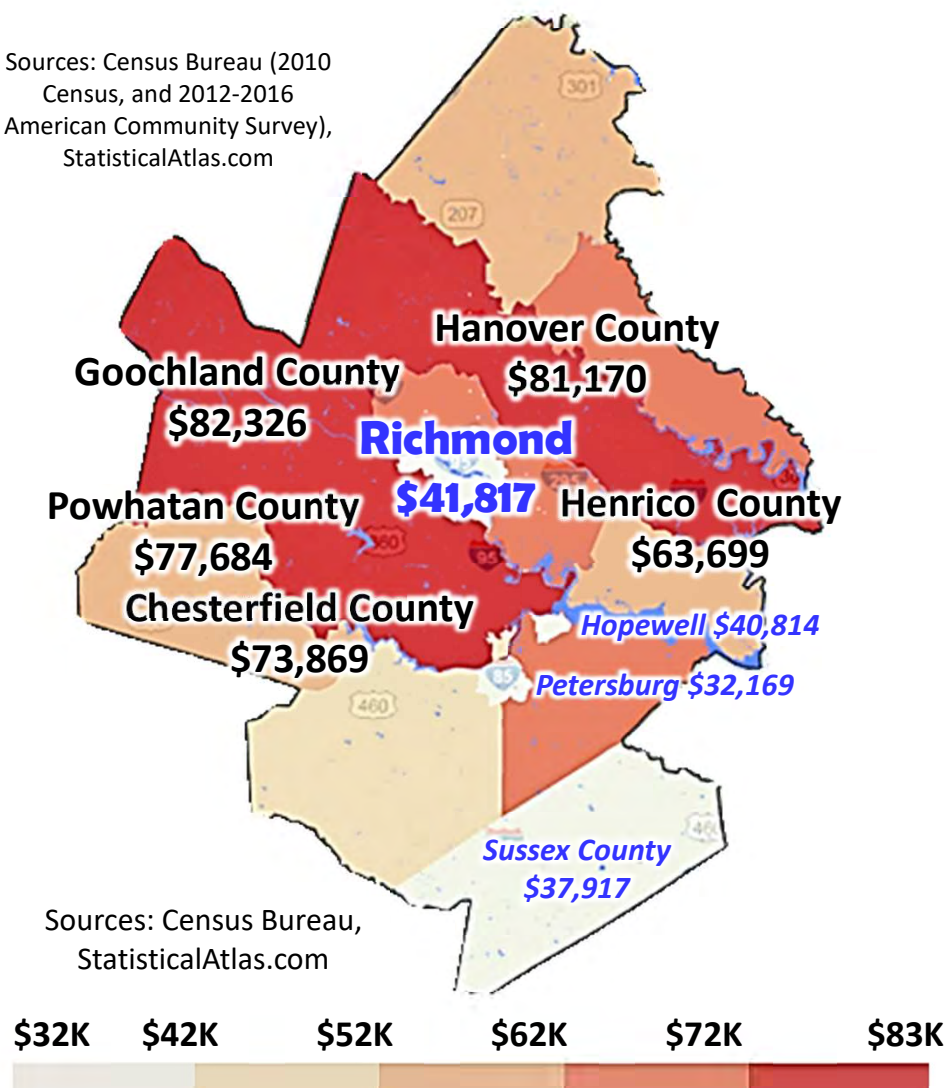 Sources: Census Bureau (2010
Census, and 2012-2016
American Community Survey),
StatisticalAtlas.com
301
207
Hanover County
$81,170
Goochland County
$82,326
Richmond
$41,817
Powhatan County
$77,684
Henrico County
$63,699
360
95
Chesterfield County
$73,869
Hopewell $40,814
85
Petersburg $32,169
460
460
Sussex County
$37,917
Sources: Census Bureau,
StatisticalAtlas.com
$32K $42K $52K $62K $72K $83K